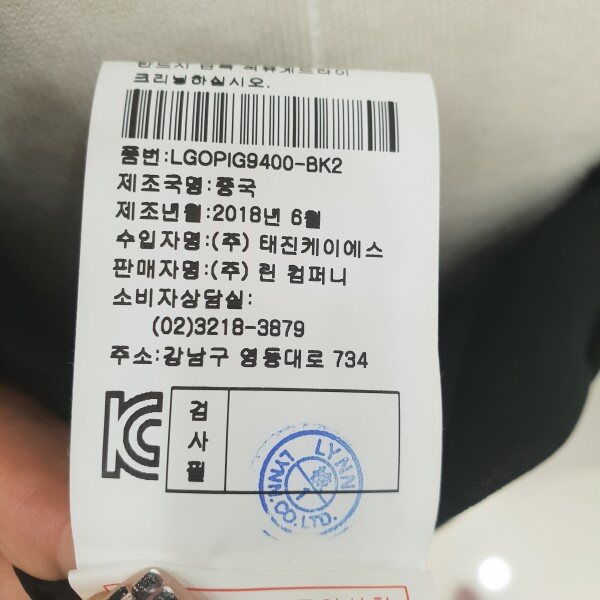 크리닝하십시오.
품번:LGOPIG9400-BK2
제조국명:중국
제조년월:2018년 6월
수입자명:(주) 태진케이에스
판매자명:(주) 린 컴퍼니
소비자상담실:
(02)3218-3879
주소:강남구 영동대로 734
검
사
필
LYNN
LYNN.CO.LTD.